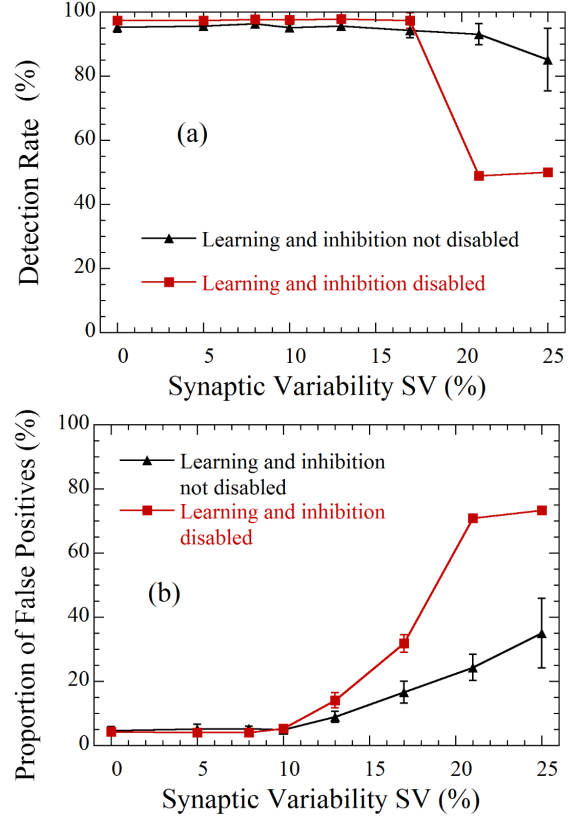 100
80
60
40
20
0
Detection Rate (%)
(a)
Learning and inhibition not disabled
Learning and inhibition disabled
0 5 10 15 20 25
Synaptic Variability SV (%)
100
80
60
40
20
0
Proportion of False Positives (%)
Learning and inhibition
not disabled
Learning and inhibition
disabled
(b)
0 5 10 15 20 25
Synaptic Variability SV (%)